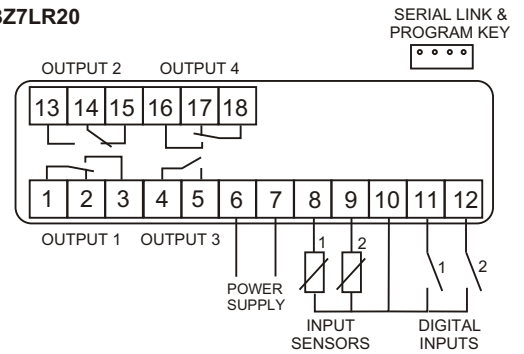 Z7LR20
SERIAL LINK &
PROGRAM KEY
OUTPUT 2 OUTPUT 4
13 14 15 16 17 18
1 2 3 4 5 6 7 8 9 10 11 12
OUTPUT 1 OUTPUT 3
1 2 1 2
POWER
SUPPLY
INPUT
SENSORS
DIGITAL
INPUTS